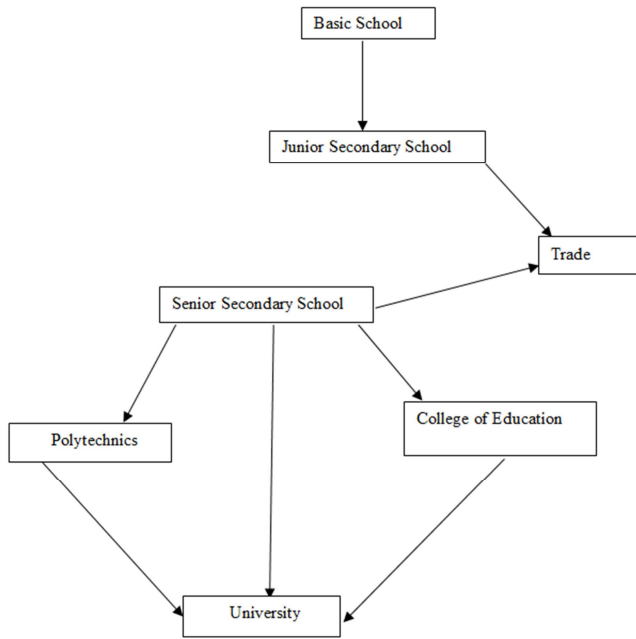 Basic School
Junior Secondary School
Trade
Senior Secondary School
Polytechnics
College of Education
University